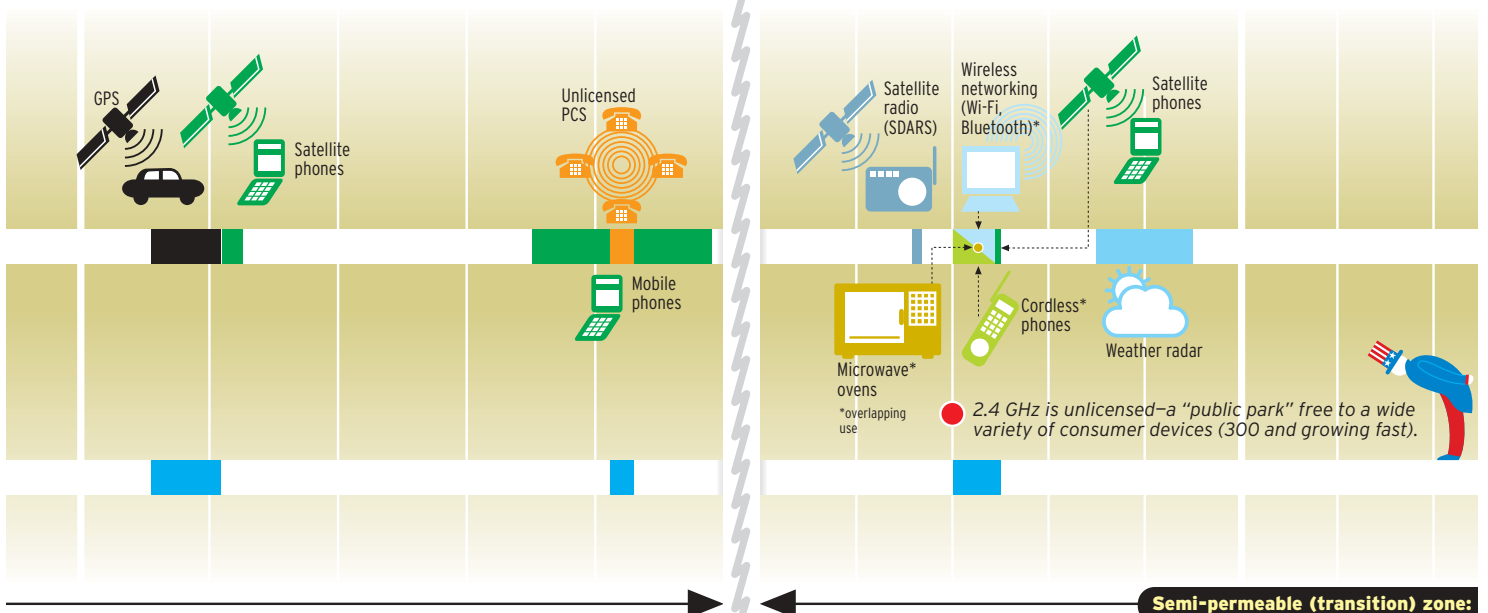 GPS
Satellite
phones
Unlicensed
PCS
Mobile
phones
Satellite
radio
(SDARS)
Wireless
networking
(Wi-Fi,
Bluetooth)*
Satellite
phones
Microwave*
ovens
*overlapping
use
Cordless*
phones
Weather radar
2.4 GHz is unlicensed—a “public park” free to a wide
variety of consumer devices (300 and growing fast).
Semi-permeable (transition) zone: